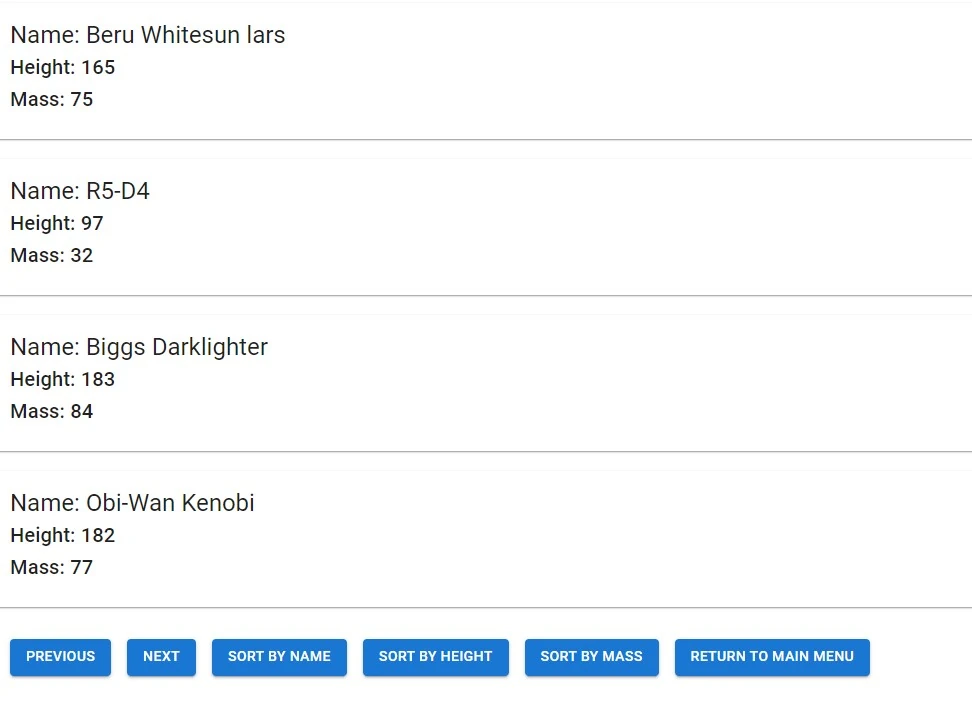 Name: Beru Whitesun lars
Height: 165
Mass: 75
Name: R5-D4
Height: 97
Mass: 32
Name: Biggs Darklighter
Height: 183
Mass: 84
Name: Obi-Wan Kenobi
Height: 182
Mass: 77
PREVIOUS NEXT SORT BY NAME SORT BY HEIGHT SORT BY MASS RETURN TO MAIN MENU